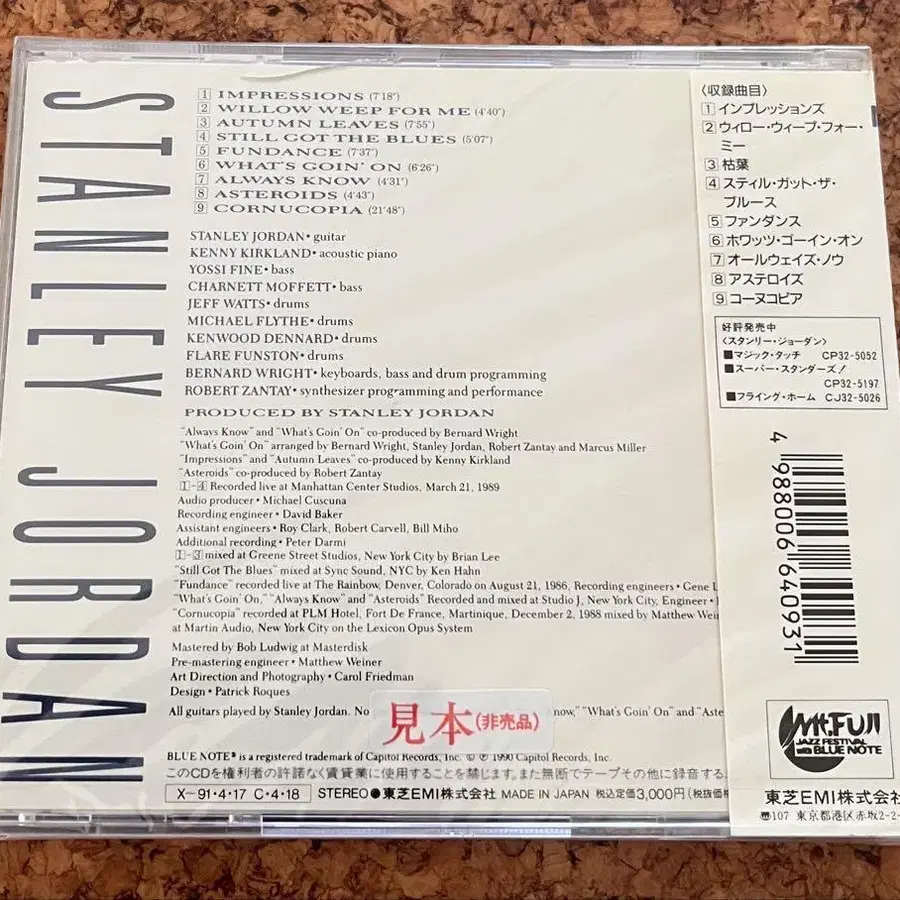 STANLEY JORDAN
1 IMPRESSIONS (7'18")
2 WILLOW WEEP FOR ME (4'40")
3 AUTUMN LEAVES (7'55")
4 STILL GOT THE BLUES (5'07")
5 FUNDANCE (7'37")
6 WHAT'S GOIN' ON (6'26")
7 ALWAYS KNOW (4'31")
8 ASTEROIDS (4'43")
9 CORNUCOPIA (21'48")
STANLEY JORDAN • guitar
KENNY KIRKLAND • acoustic piano
YOSSI FINE • bass
CHARNETT MOFFETT • bass
JEFF WATTS • drums
MICHAEL FLYTHE • drums
KENWOOD DENNARD • drums
FLARE FUNSTON • drums
BERNARD WRIGHT • keyboards, bass and drum programming
ROBERT ZANTAY • synthesizer programming and performance
PRODUCED BY STANLEY JORDAN
"Always Know" and "What's Goin' On" co-produced by Bernard Wright
"What's Goin' On" arranged by Bernard Wright, Stanley Jordan, Robert Zantay and Marcus Miller
"Impressions" and "Autumn Leaves" co-produced by Kenny Kirkland
"Asteroids" co-produced by Robert Zantay
1-4 Recorded live at Manhattan Center Studios, March 21, 1989
Audio producer • Michael Cuscuna
Recording engineer • David Baker
Assistant engineers • Roy Clark, Robert Carvell, Bill Miho
Additional recording • Peter Darmi
1-3 mixed at Greene Street Studios, New York City by Brian Lee
"Still Got The Blues" mixed at Sync Sound, NYC by Ken Hahn
"Fundance" recorded live at The Rainbow, Denver, Colorado on August 21, 1986, Recording engineers • Gene L
"What's Goin' On," "Always Know" and "Asteroids" Recorded and mixed at Studio J, New York City, Engineer •
"Cornucopia" recorded at PLM Hotel, Fort De France, Martinique, December 2, 1988 mixed by Matthew Wei
at Martin Audio, New York City on the Lexicon Opus System
Mastered by Bob Ludwig at Masterdisk
Pre-mastering engineer • Matthew Weiner
Art Direction and Photography • Carol Friedman
Design • Patrick Roques
All guitars played by Stanley Jordan. No
now," "What's Goin' On" and "Aste
見本(非売品)
BLUE NOTE® is a registered trademark of Capitol Records, Inc. © ℗ 1990 Capitol Records, Inc.
このCDを権利者の許諾なく賃貸業に使用することを禁じます。また無断でテープその他に録音する
X-91・4・17 C・4・18 STEREO ● 東芝EMI株式会社 MADE IN JAPAN 税込定価3,000円(税抜価格
〈収録曲目〉
1 インプレッションズ
2 ウィロー・ウィープ・フォー・
ミー
3 枯葉
4 スティル・ガット・ザ・
ブルース
5 ファンダンス
6 ホワッツ・ゴーイン・オン
7 オールウェイズ・ノウ
8 アステロイズ
9 コーヌコピア
好評発売中
〈スタンリー・ジョーダン〉
■マジック・タッチ CP32-5052
■スーパー・スタンダーズ!
CP32-5197
■フライング・ホーム CJ32-5026
4 988006 640931
Mt.FUJI
JAZZ FESTIVAL
with BLUE NOTE
東芝EMI株式会社
〠107 東京都港区赤坂2-2-